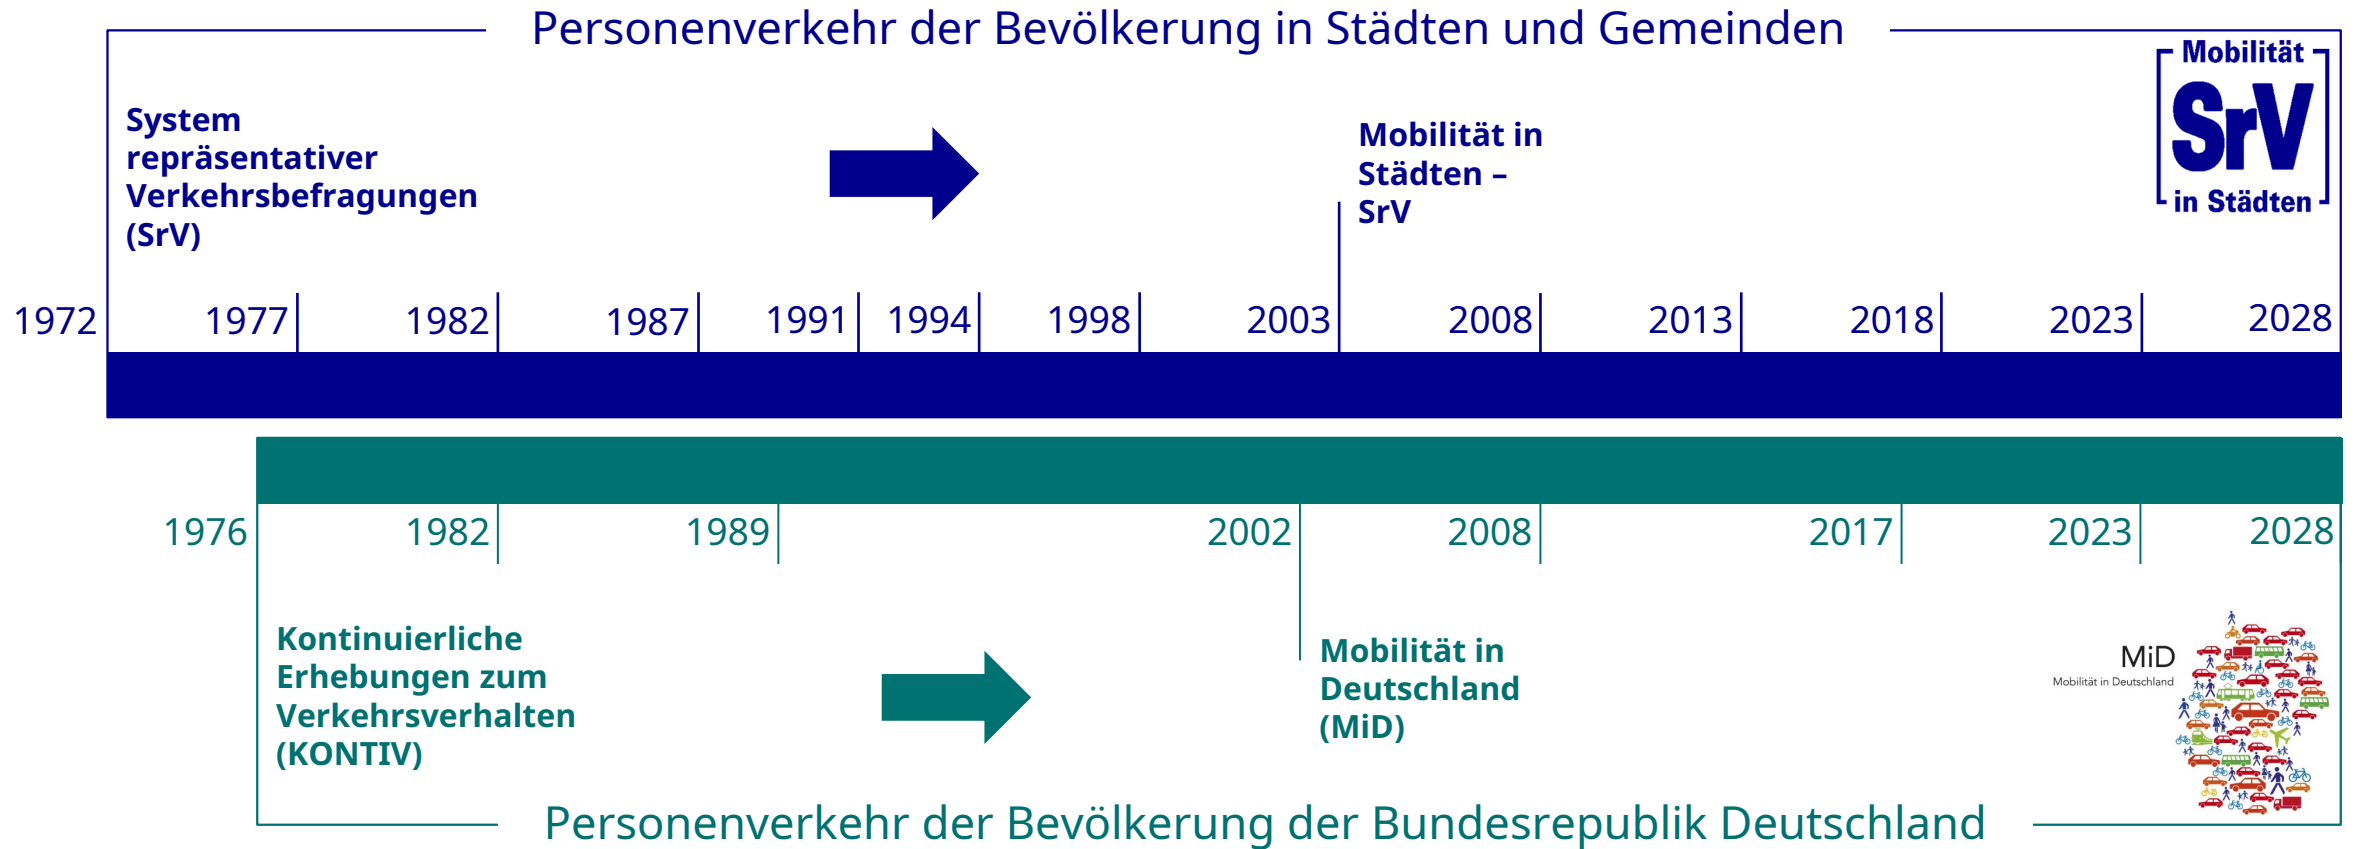 Personenverkehr der Bevölkerung in Städten und Gemeinden
Mobilität
SrV
in Städten
System
repräsentativer
Verkehrsbefragungen
(SrV)
Mobilität in
Städten –
SrV
1972 1977 1982 1987 1991 1994 1998 2003 2008 2013 2018 2023 2028
1976 1982 1989 2002 2008 2017 2023 2028
Kontinuierliche
Erhebungen zum
Verkehrsverhalten
(KONTIV)
Mobilität in
Deutschland
(MiD)
MiD
Mobilität in Deutschland
Personenverkehr der Bevölkerung der Bundesrepublik Deutschland